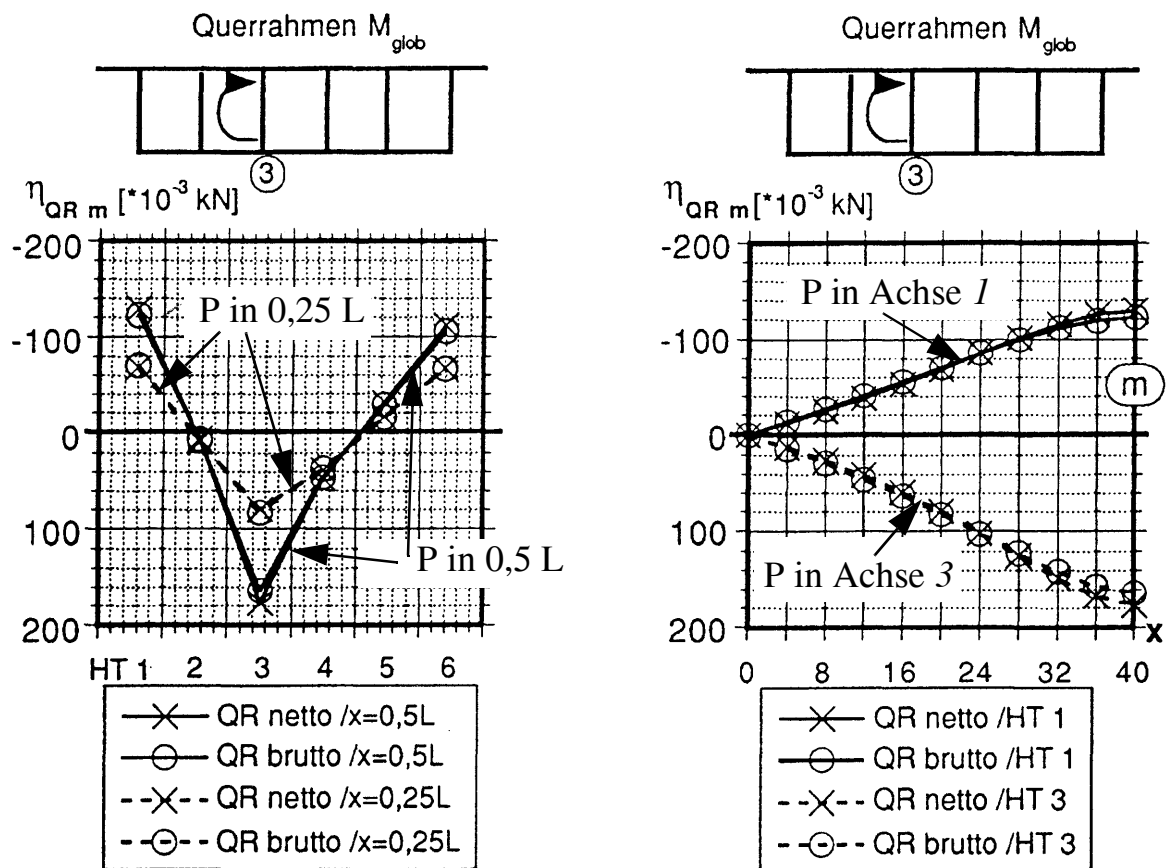 Querrahmen M glob
3
η QR m [*10⁻³ kN]
-200
-100
0
100
200
P in 0,25 L
P in 0,5 L
HT 1 2 3 4 5 6
QR netto /x=0,5L
QR brutto /x=0,5L
QR netto /x=0,25L
QR brutto /x=0,25L
Querrahmen M glob
3
η QR m [*10⁻³ kN]
-200
-100
0
100
200
P in Achse 1
m
P in Achse 3
x
0 8 16 24 32 40
QR netto /HT 1
QR brutto /HT 1
QR netto /HT 3
QR brutto /HT 3